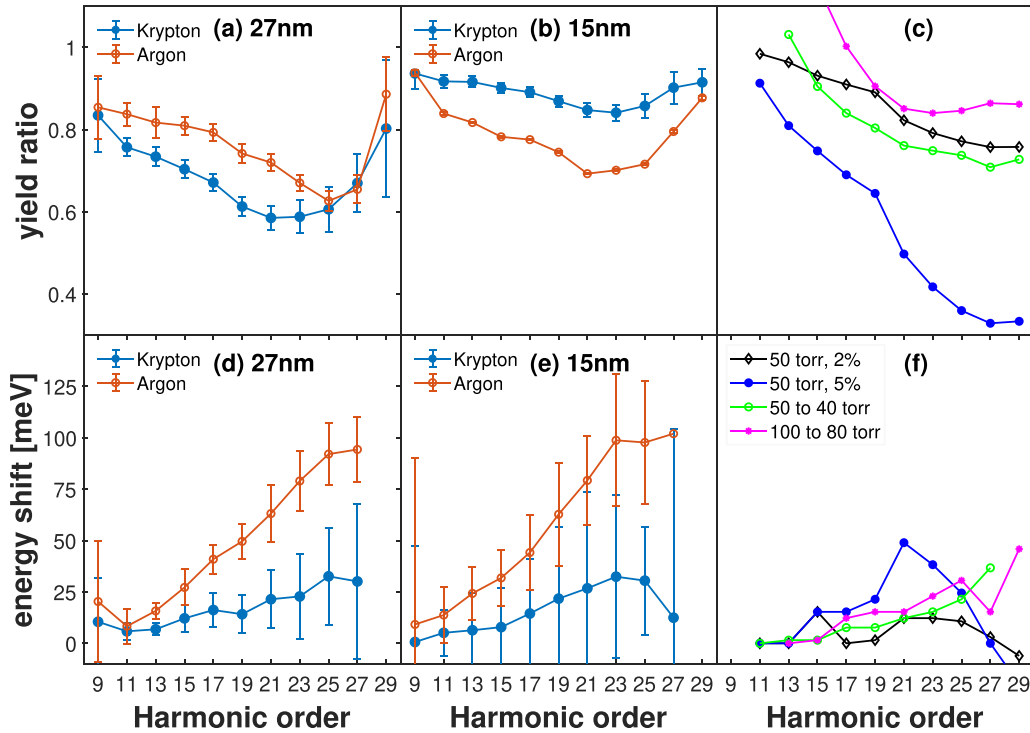 (a) 27nm
Krypton
Argon
(b) 15nm
Krypton
Argon
(c)
1
0.8
0.6
0.4
yield ratio
(d) 27nm
Krypton
Argon
(e) 15nm
Krypton
Argon
(f)
50 torr, 2%
50 torr, 5%
50 to 40 torr
100 to 80 torr
125
100
75
50
25
0
energy shift [meV]
9 11 13 15 17 19 21 23 25 27 29
9 11 13 15 17 19 21 23 25 27 29
9 11 13 15 17 19 21 23 25 27 29
Harmonic order
Harmonic order
Harmonic order